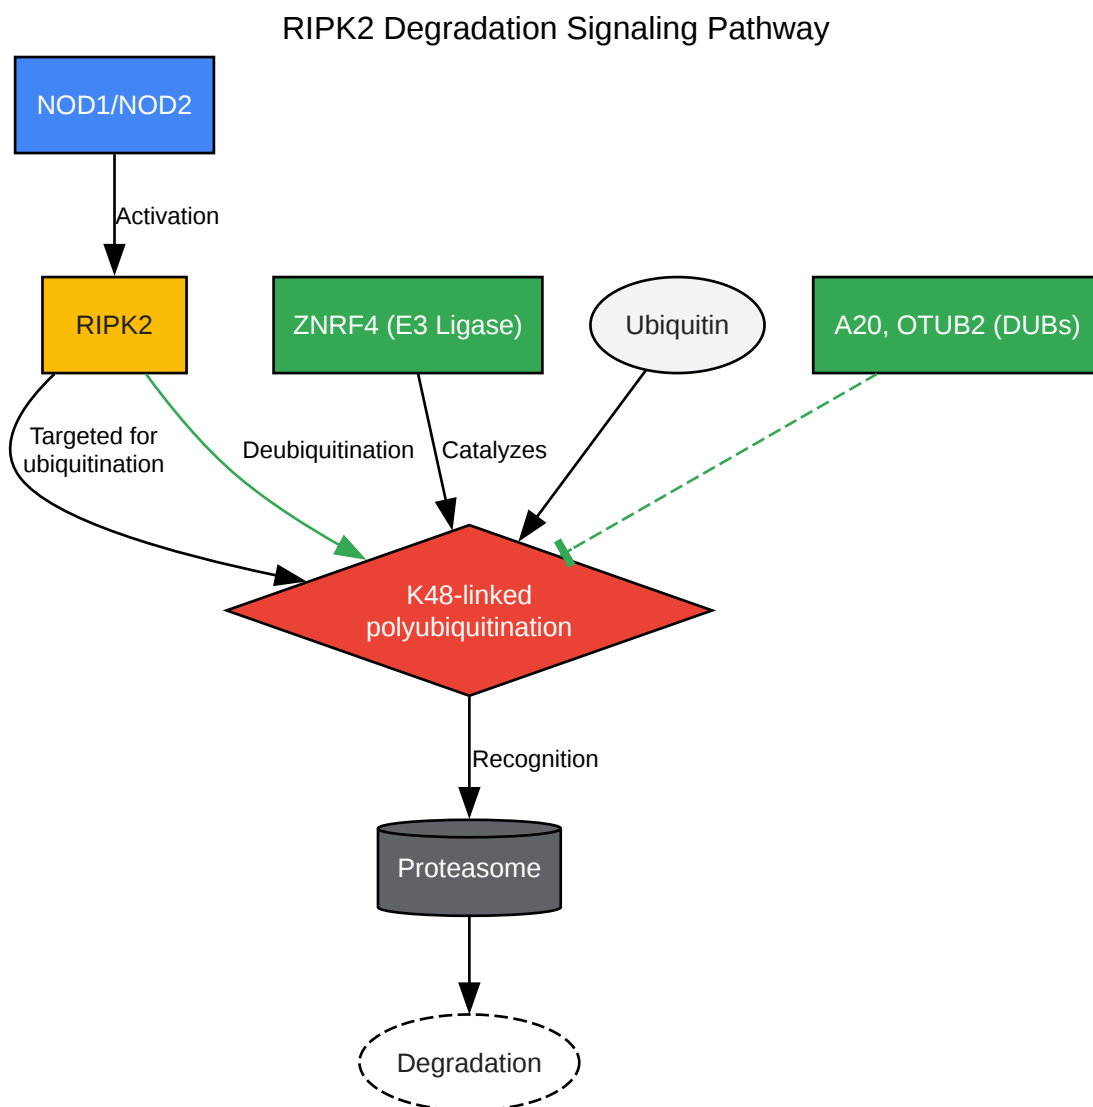 RIPK2 Degradation Signaling Pathway
NOD1/NOD2
Activation
RIPK2
ZNRF4 (E3 Ligase)
Ubiquitin
A20, OTUB2 (DUBs)
Targeted for
ubiquitination
Deubiquitination
Catalyzes
K48-linked
polyubiquitination
Recognition
Proteasome
Degradation